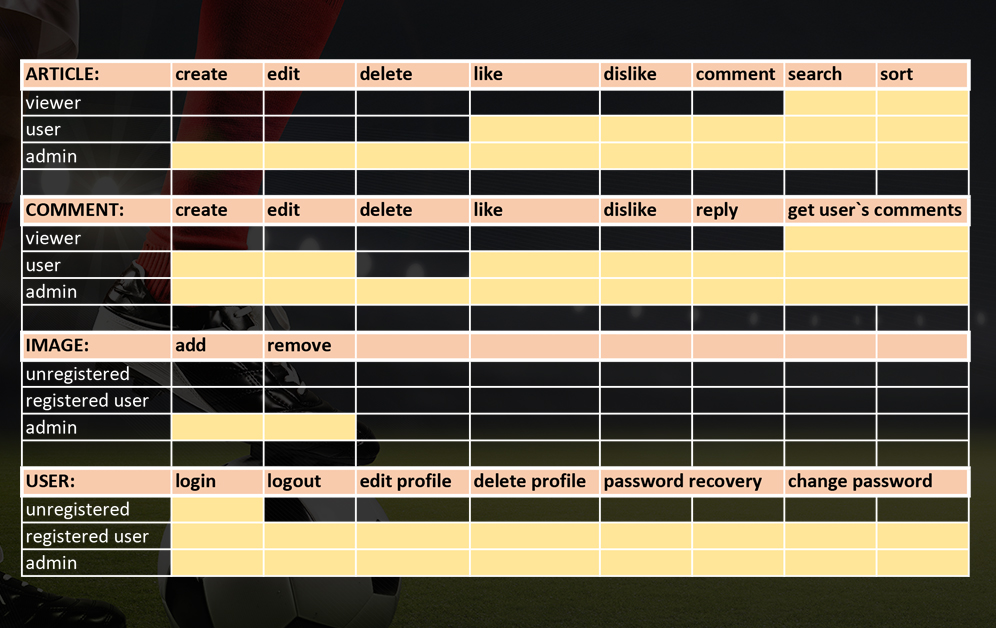 ARTICLE: create edit delete like dislike comment search sort
viewer
user
admin
COMMENT: create edit delete like dislike reply get user`s comments
viewer
user
admin
IMAGE: add remove
unregistered
registered user
admin
USER: login logout edit profile delete profile password recovery change password
unregistered
registered user
admin